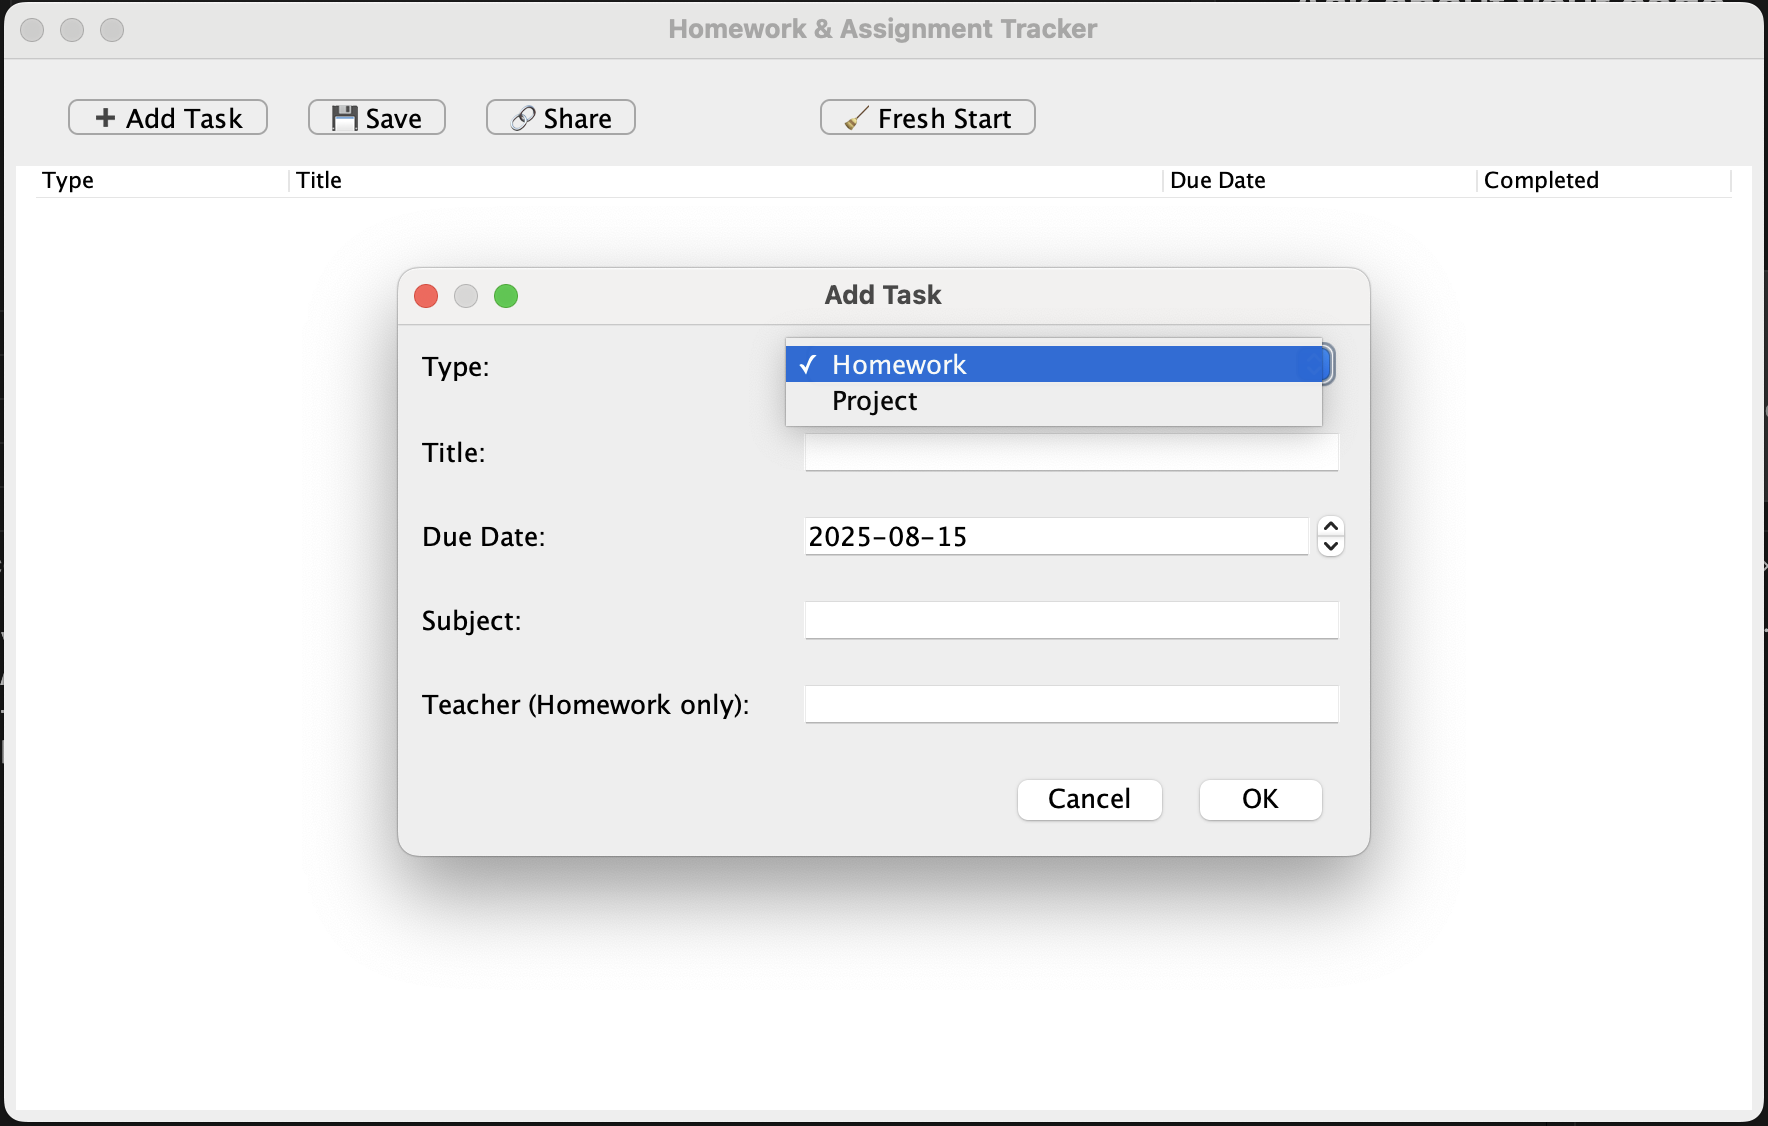 Homework & Assignment Tracker
Add Task
Save
Share
Fresh Start
Type
Title
Due Date
Completed
Add Task
Type:
✓ Homework
Project
Title:
Due Date:
2025-08-15
Subject:
Teacher (Homework only):
Cancel
OK